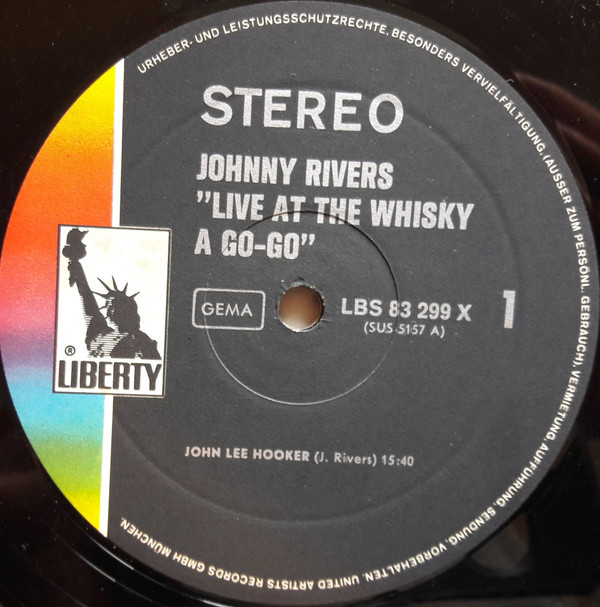 URHEBER- UND LEISTUNGSSCHUTZRECHTE, BESONDERS VERVIELFÄLTIGUNG, (AUSSER ZUM PERSÖNL. GEBRAUCH), VERMIETUNG, AUFFÜHRUNG, SENDUNG, VORBEHALTEN. UNITED ARTISTS RECORDS GMBH MÜNCHEN.
STEREO
JOHNNY RIVERS
"LIVE AT THE WHISKY
A GO-GO"
GEMA
LBS 83 299 X
1
(SUS 5157 A)
®
LIBERTY
JOHN LEE HOOKER (J. Rivers) 15:40